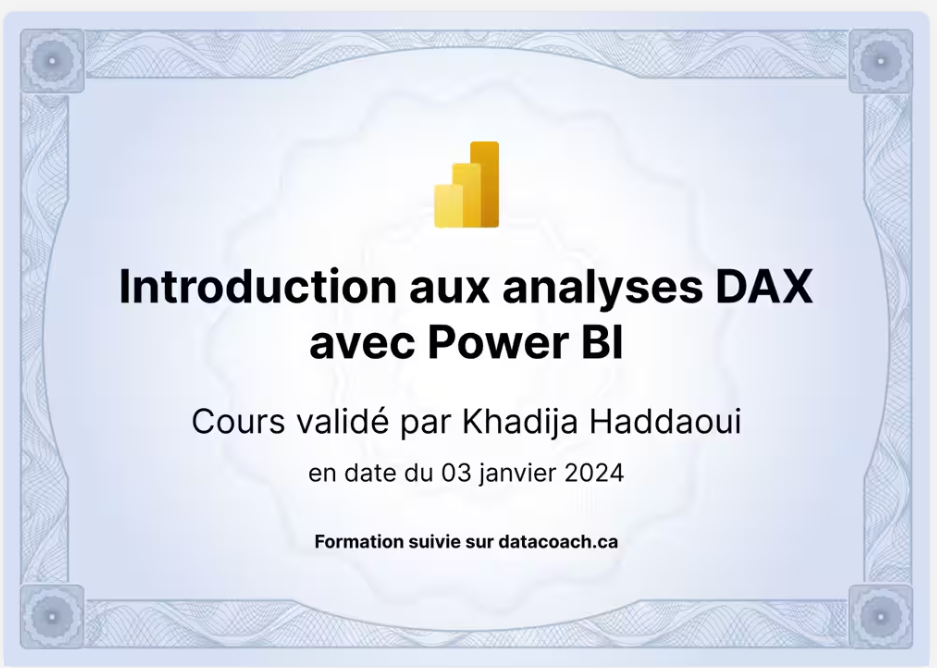 Introduction aux analyses DAX
avec Power BI
Cours validé par Khadija Haddaoui
en date du 03 janvier 2024
Formation suivie sur datacoach.ca